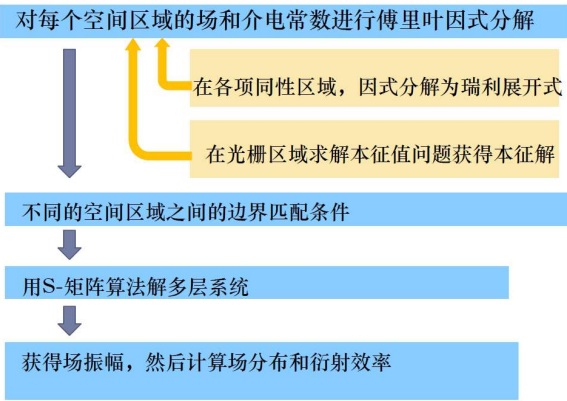 对每个空间区域的场和介电常数进行傅里叶因式分解
在各项同性区域，因式分解为瑞利展开式
在光栅区域求解本征值问题获得本征解
不同的空间区域之间的边界匹配条件
用S-矩阵算法解多层系统
获得场振幅，然后计算场分布和衍射效率